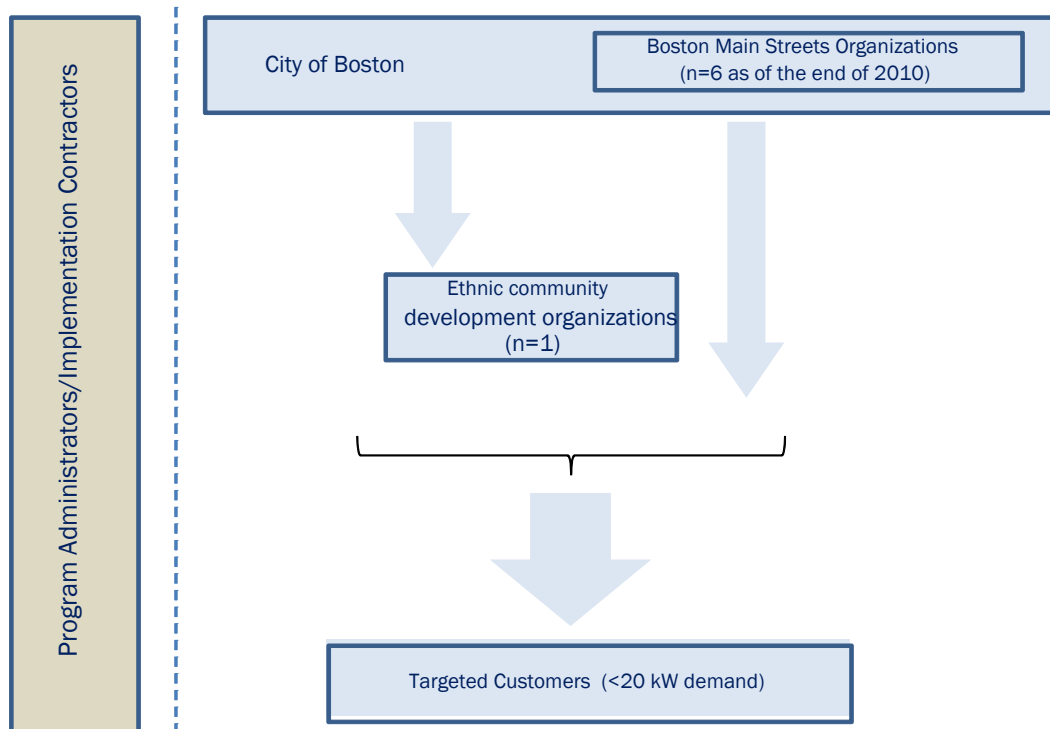 Program Administrators/Implementation Contractors
City of Boston
Boston Main Streets Organizations
(n=6 as of the end of 2010)
Ethnic community
development organizations
(n=1)
Targeted Customers (<20 kW demand)